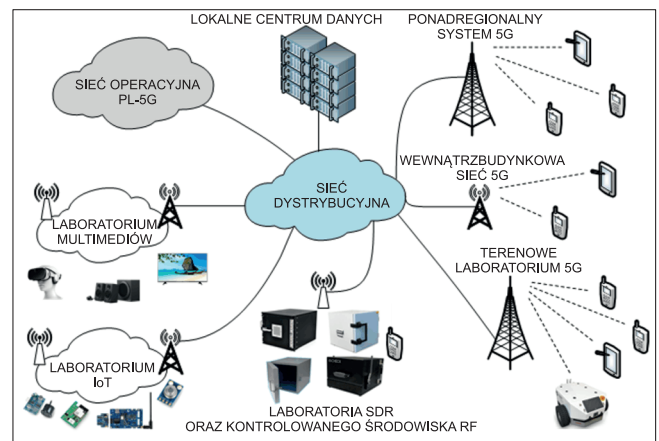 LOKALNE CENTRUM DANYCH
PONADREGIONALNY
SYSTEM 5G
SIEĆ OPERACYJNA
PL-5G
WEWNĄTRZBUDYNKOWA
SIEĆ 5G
SIEĆ
DYSTRYBUCYJNA
LABORATORIUM
MULTIMEDIÓW
TERENOWE
LABORATORIUM 5G
LABORATORIUM
IoT
LABORATORIA SDR
ORAZ KONTROLOWANEGO ŚRODOWISKA RF